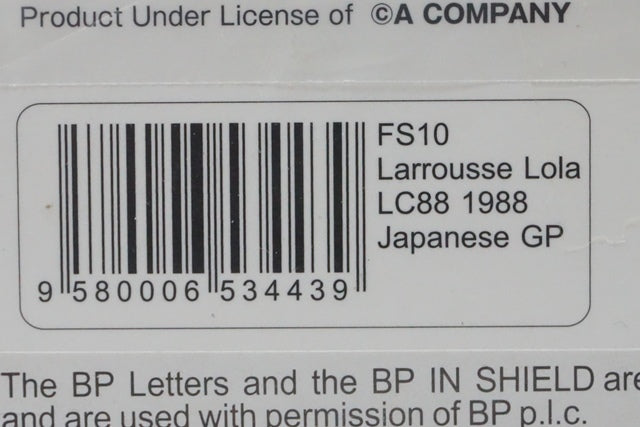 Product Under License of ©A COMPANY
FS10
Larrousse Lola
LC88 1988
Japanese GP
9 580006 534439
The BP Letters and the BP IN SHIELD are
and are used with permission of BP p.l.c.